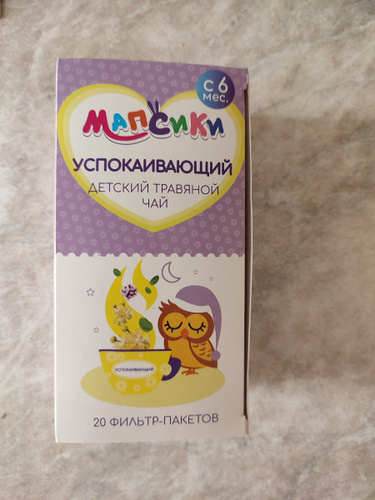 с 6
мес.
Мапсики
УСПОКАИВАЮЩИЙ
ДЕТСКИЙ ТРАВЯНОЙ
ЧАЙ
УСПОКАИВАЮЩИЙ
20 ФИЛЬТР-ПАКЕТОВ